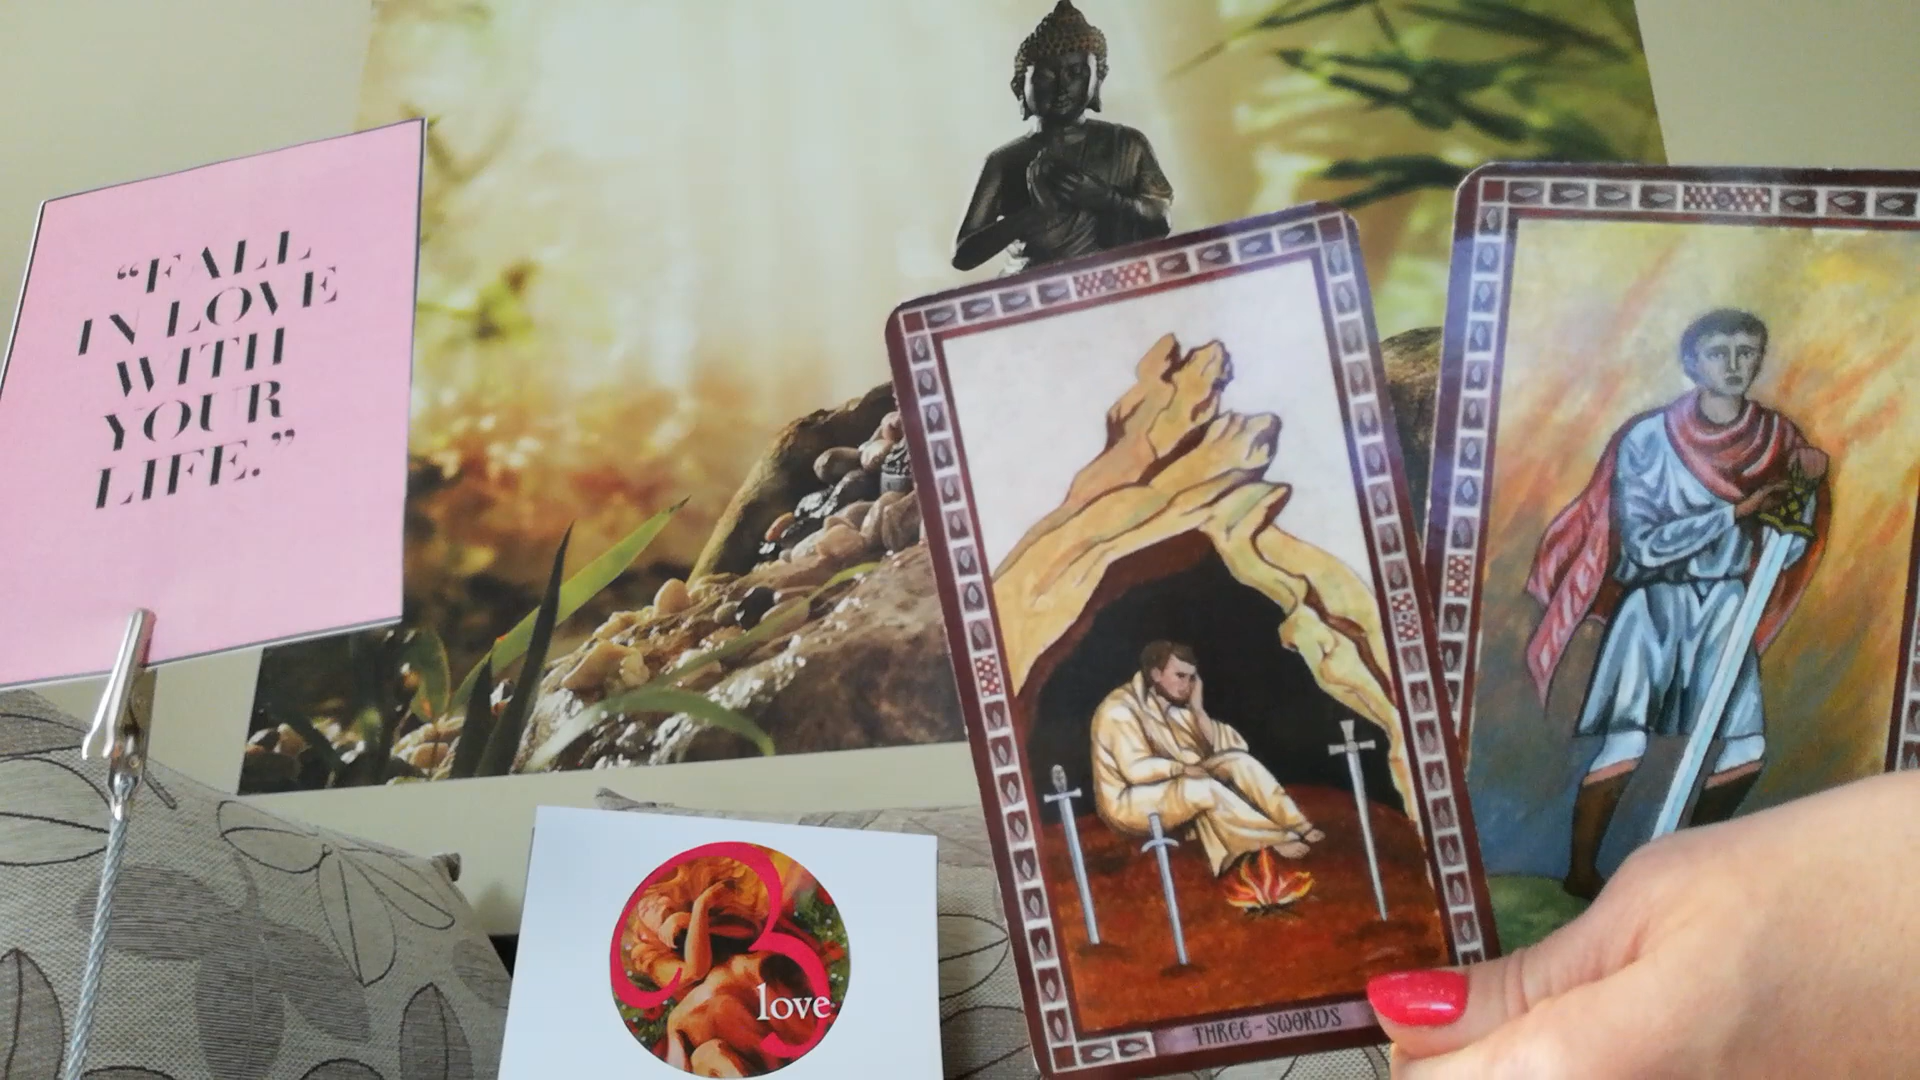 “FALL
IN LOVE
WITH
YOUR
LIFE.”
love
THREE-SWORDS